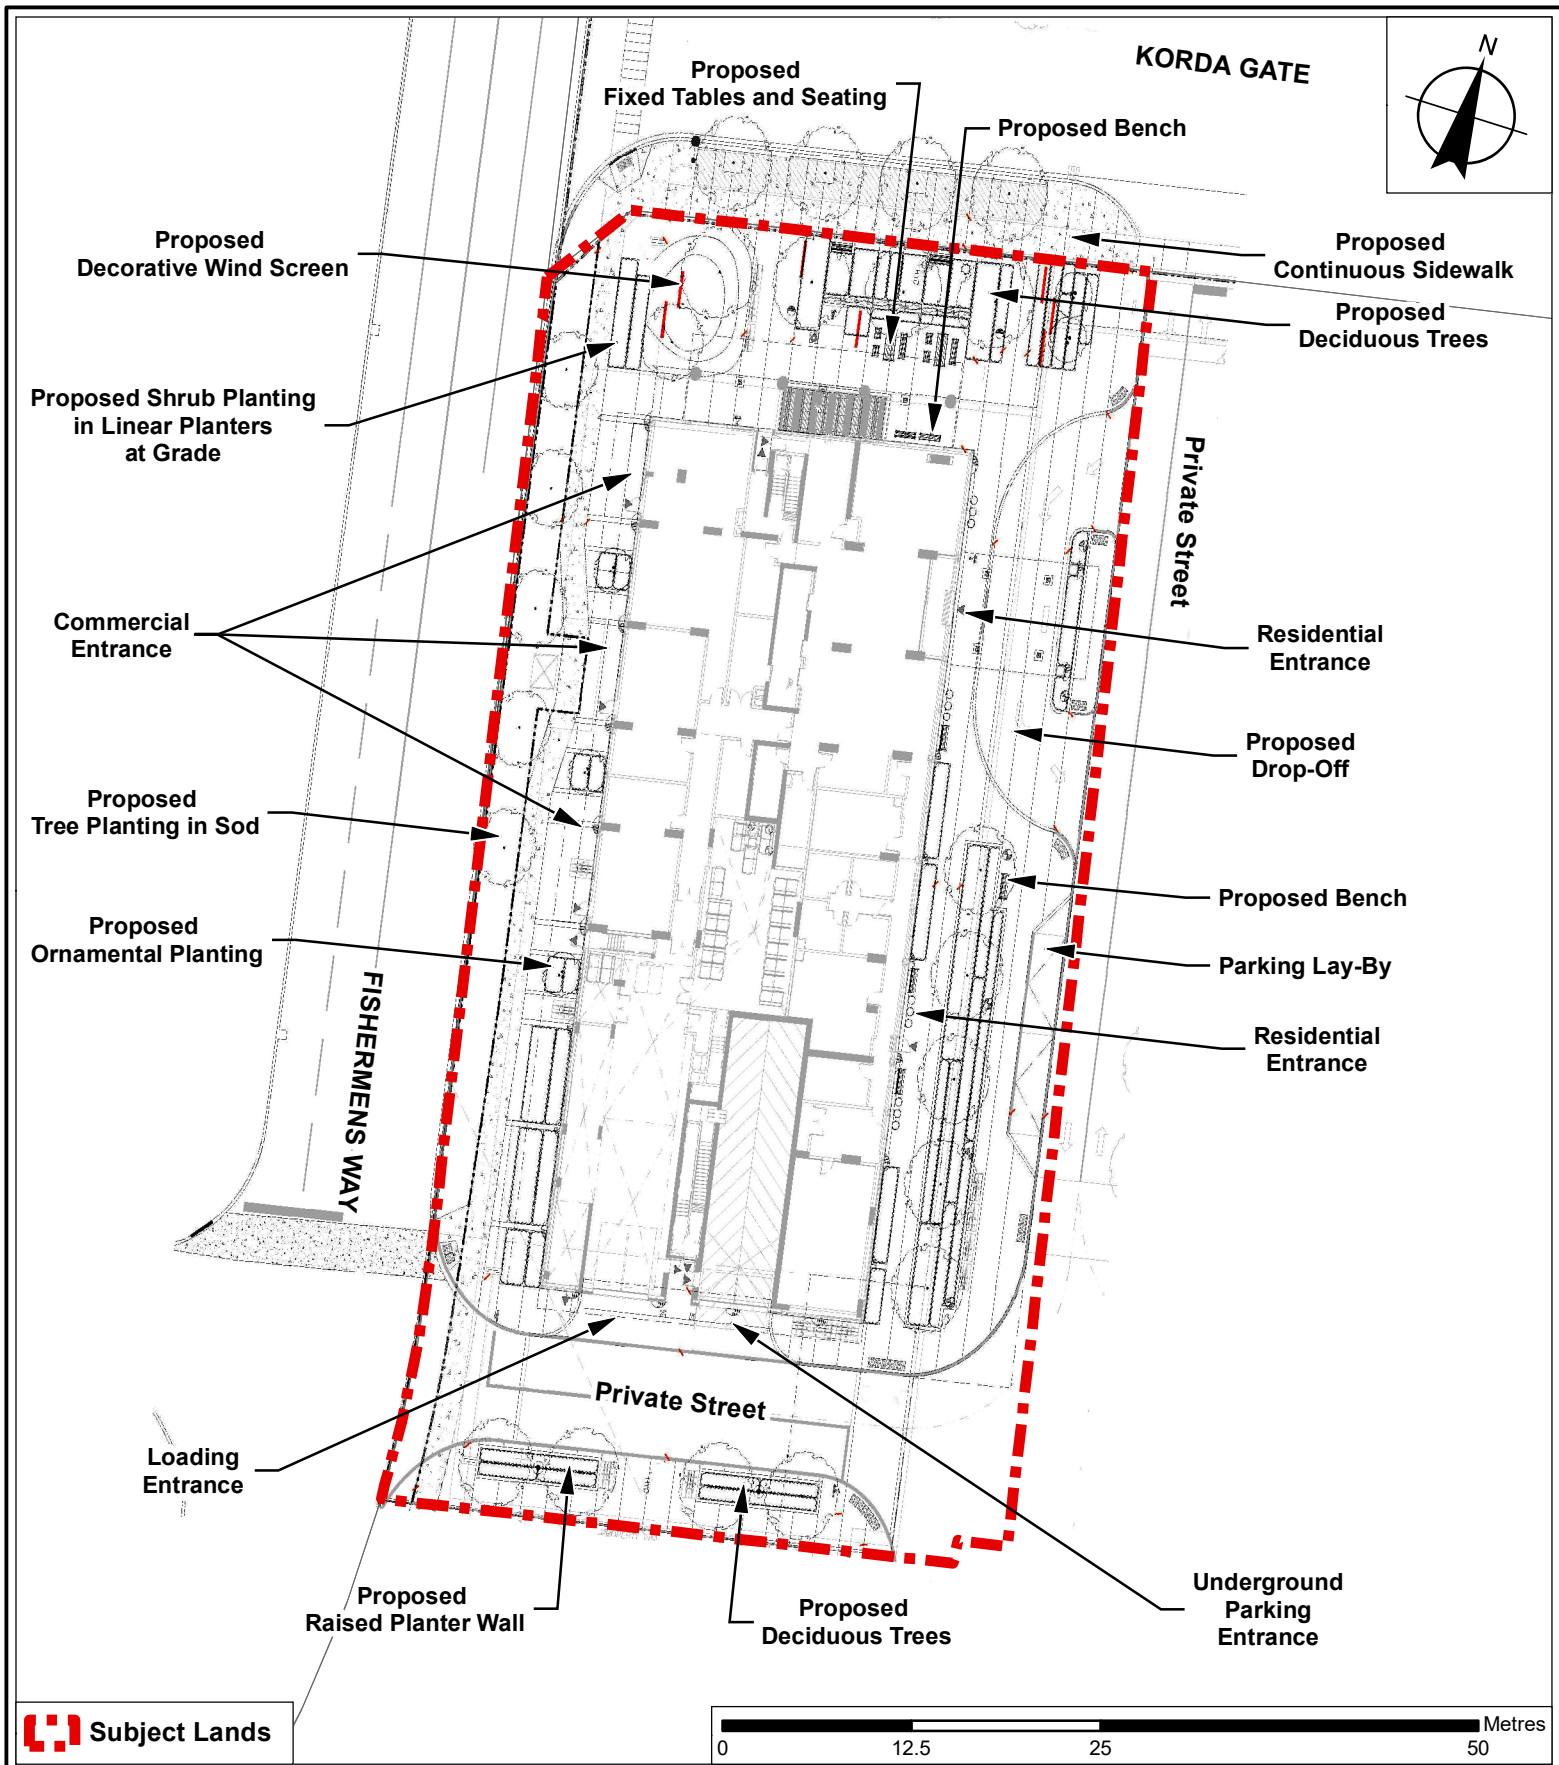 KORDA GATE
N
Proposed
Fixed Tables and Seating
Proposed Bench
Proposed
Decorative Wind Screen
Proposed
Continuous Sidewalk
Proposed
Deciduous Trees
Proposed Shrub Planting
in Linear Planters
at Grade
Private Street
Commercial
Entrance
Residential
Entrance
Proposed
Drop-Off
Proposed
Tree Planting in Sod
Proposed Bench
Proposed
Ornamental Planting
Parking Lay-By
FISHERMENS WAY
Residential
Entrance
Private Street
Loading
Entrance
Proposed
Raised Planter Wall
Proposed
Deciduous Trees
Underground
Parking
Entrance
Subject Lands
Metres
0 12.5 25 50